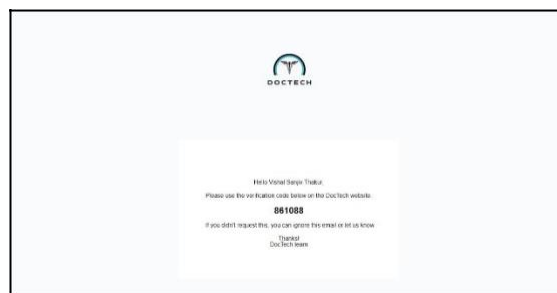 DOCTECH
Hello Vishal Sanjiv Thakur,
Please use the verification code below on the DocTech website.
861088
If you didn't request this, you can ignore this email or let us know.
Thanks!
DocTech team